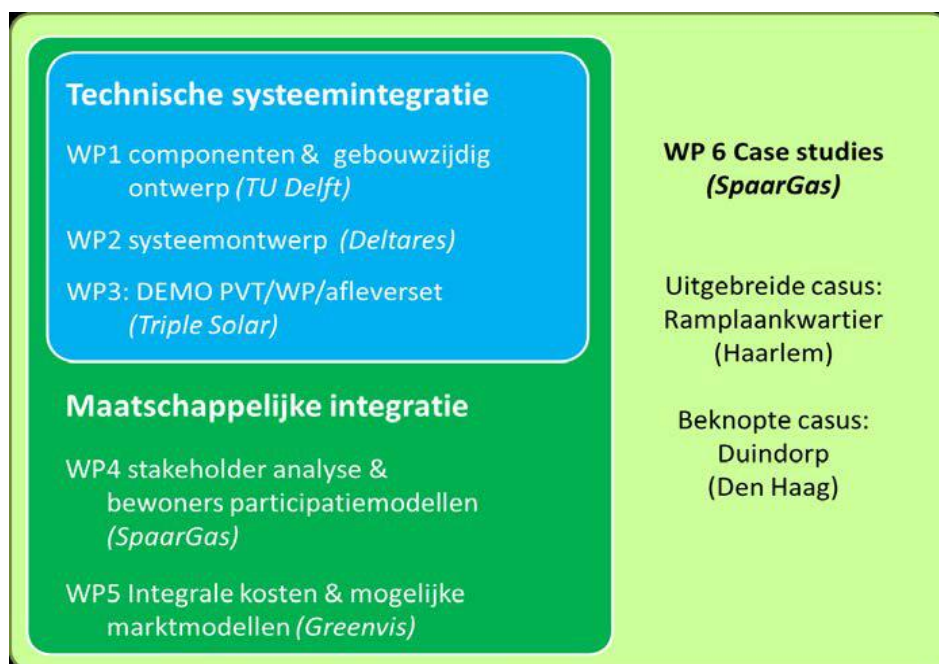 Technische systeemintegratie
WP1 componenten & gebouwzijdig
ontwerp (TU Delft)
WP2 systeemontwerp (Deltares)
WP3: DEMO PVT/WP/afleverset
(Triple Solar)
Maatschappelijke integratie
WP4 stakeholder analyse &
bewoners participatiemodellen
(SpaarGas)
WP5 Integrale kosten & mogelijke
marktmodellen (Greenvis)
WP 6 Case studies
(SpaarGas)
Uitgebreide casus:
Ramplaankwartier
(Haarlem)
Beknopte casus:
Duindorp
(Den Haag)